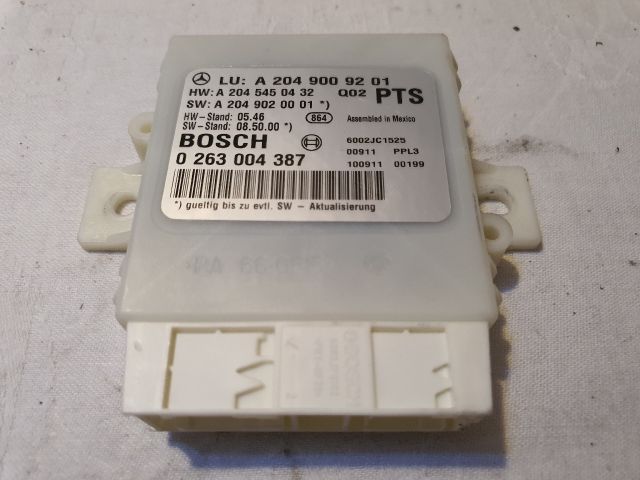 LU: A 204 900 92 01
HW: A 204 545 04 32 Q02 PTS
SW: A 204 902 00 01 *)
HW-Stand: 05.46 864 Assembled in Mexico
SW-Stand: 08.50.00 *)
BOSCH 6002JC1525
00911 PPL3
0 263 004 387 100911 00199
*) gueltig bis zu evtl. SW - Aktualisierung